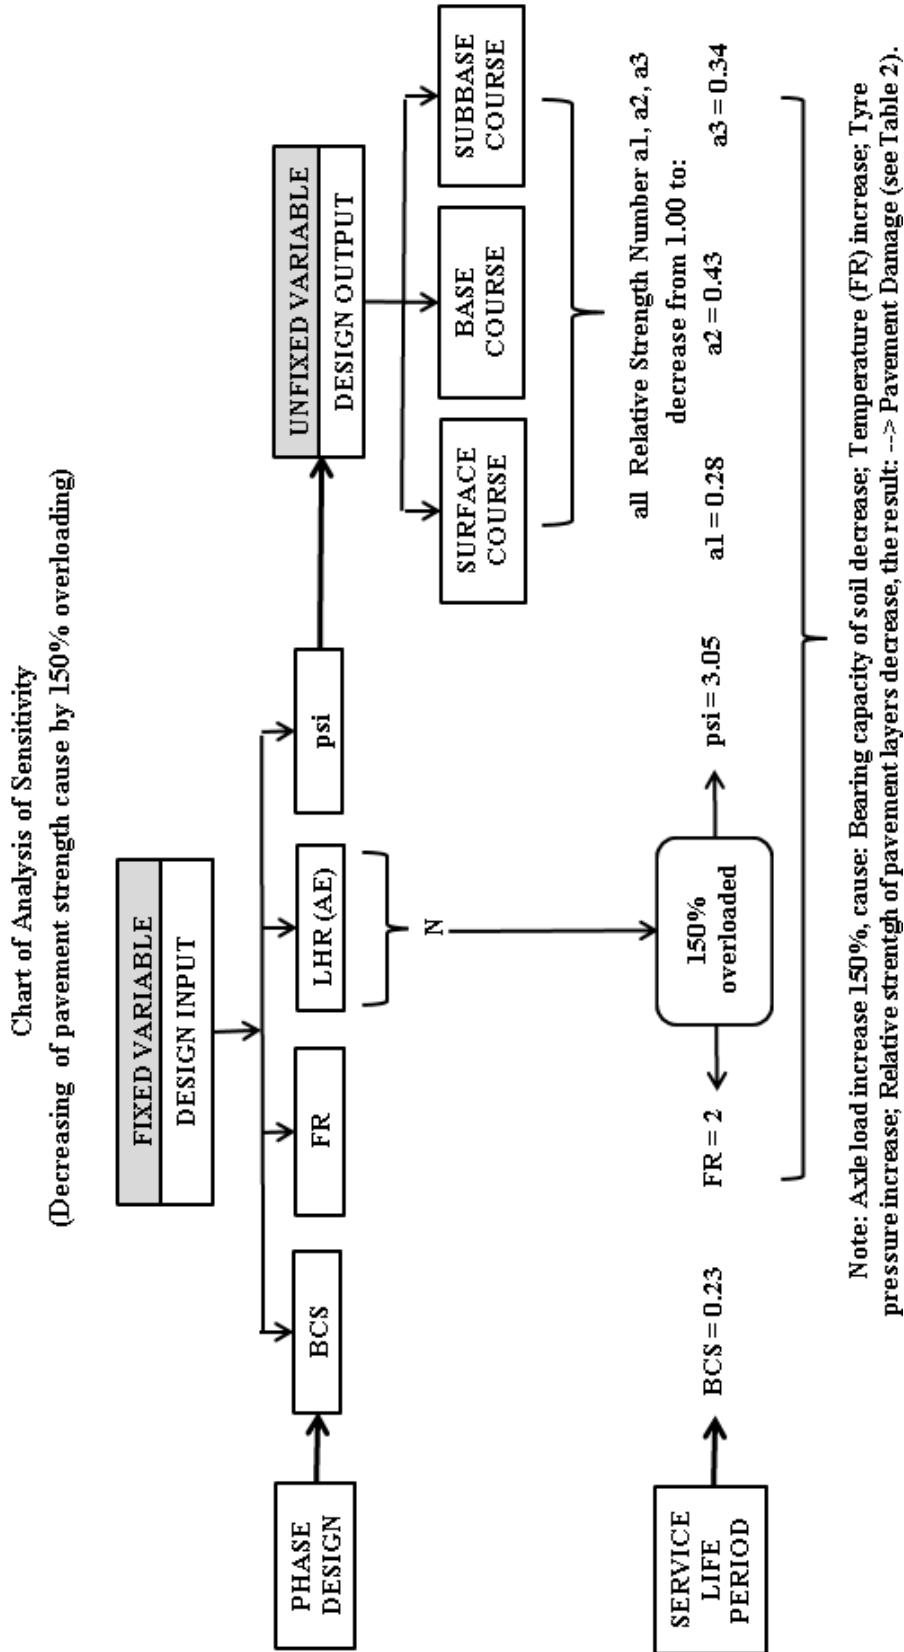 Chart of Analysis of Sensitivity
(Decreasing of pavement strength cause by 150% overloading)
FIXED VARIABLE
DESIGN INPUT
UNFIXED VARIABLE
DESIGN OUTPUT
PHASE
DESIGN
BCS
FR
LHR (AE)
psi
N
SURFACE
COURSE
BASE
COURSE
SUBBASE
COURSE
all Relative Strength Number a1, a2, a3
decrease from 1.00 to:
SERVICE
LIFE
PERIOD
BCS = 0.23
FR = 2
150%
overloaded
psi = 3.05
a1 = 0.28
a2 = 0.43
a3 = 0.34
Note: Axle load increase 150%, cause: Bearing capacity of soil decrease; Temperature (FR) increase; Tyre
pressure increase; Relative strentgh of pavement layers decrease, the result: --> Pavement Damage (see Table 2).